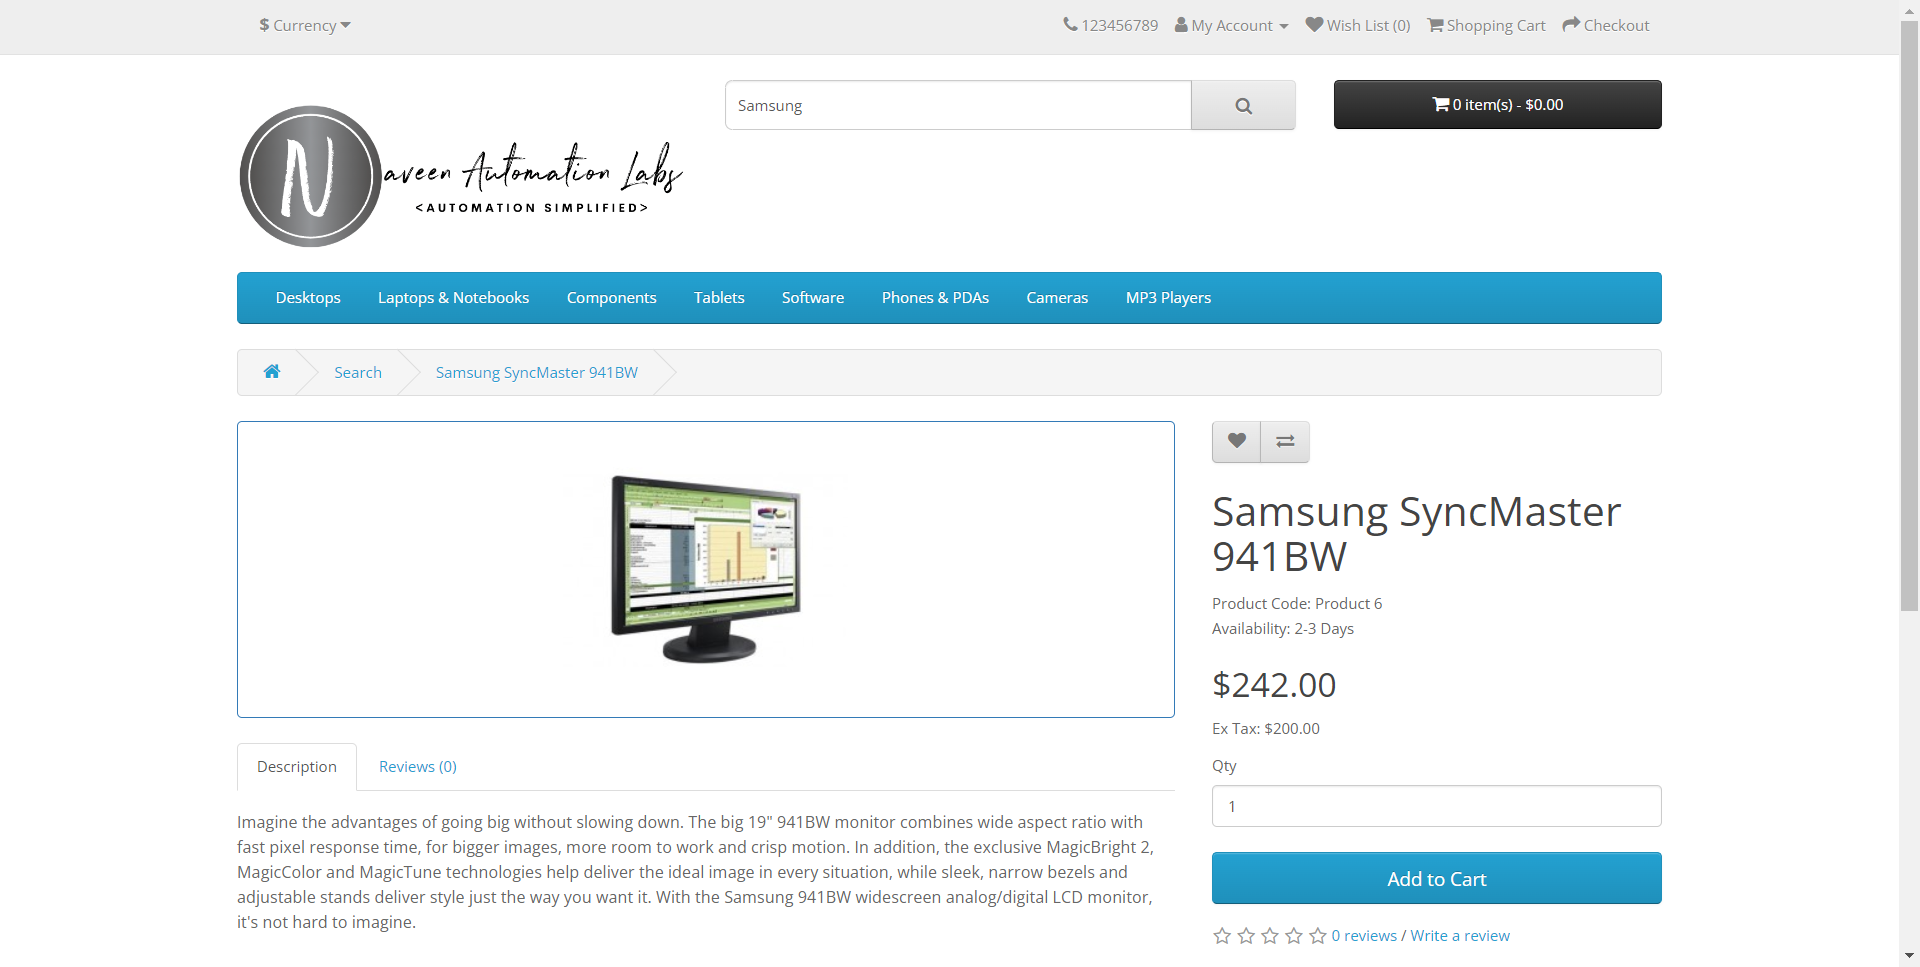 $ Currency
123456789 My Account Wish List (0) Shopping Cart Checkout
Samsung
0 item(s) - $0.00
N
aveen Automation Labs
<AUTOMATION SIMPLIFIED>
Desktops Laptops & Notebooks Components Tablets Software Phones & PDAs Cameras MP3 Players
Search Samsung SyncMaster 941BW
Samsung SyncMaster
941BW
Product Code: Product 6
Availability: 2-3 Days
$242.00
Ex Tax: $200.00
Qty
1
Add to Cart
0 reviews / Write a review
Description Reviews (0)
Imagine the advantages of going big without slowing down. The big 19" 941BW monitor combines wide aspect ratio with
fast pixel response time, for bigger images, more room to work and crisp motion. In addition, the exclusive MagicBright 2,
MagicColor and MagicTune technologies help deliver the ideal image in every situation, while sleek, narrow bezels and
adjustable stands deliver style just the way you want it. With the Samsung 941BW widescreen analog/digital LCD monitor,
it's not hard to imagine.